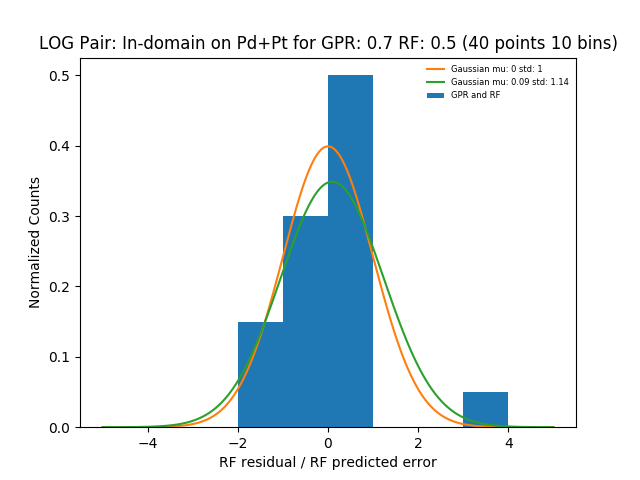 LOG Pair: In-domain on Pd+Pt for GPR: 0.7 RF: 0.5 (40 points 10 bins)
Gaussian mu: 0 std: 1
Gaussian mu: 0.09 std: 1.14
GPR and RF
Normalized Counts
0.5
0.4
0.3
0.2
0.1
0.0
−4 −2 0 2 4
RF residual / RF predicted error